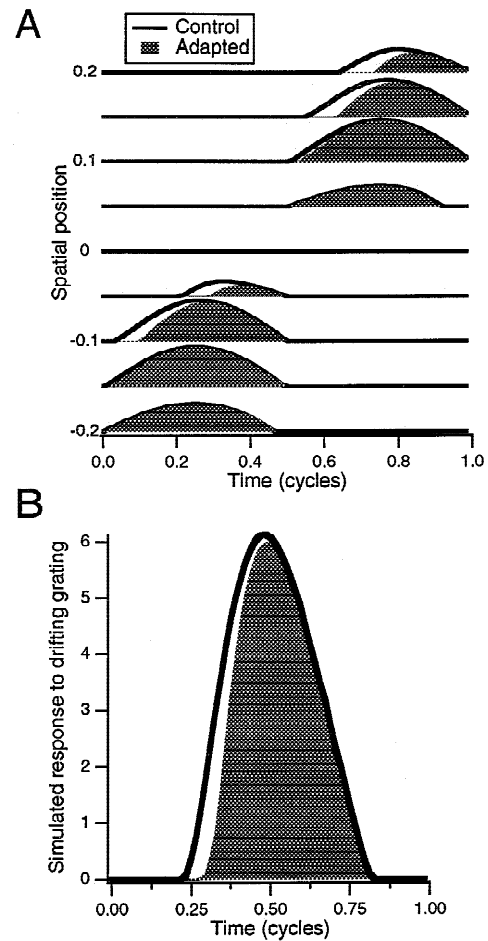 A
Control
Adapted
Spatial position
0.2
0.1
0
-0.1
-0.2
0.0 0.2 0.4 0.6 0.8 1.0
Time (cycles)
B
Simulated response to drifting grating
6
5
4
3
2
1
0
0.00 0.25 0.50 0.75 1.00
Time (cycles)